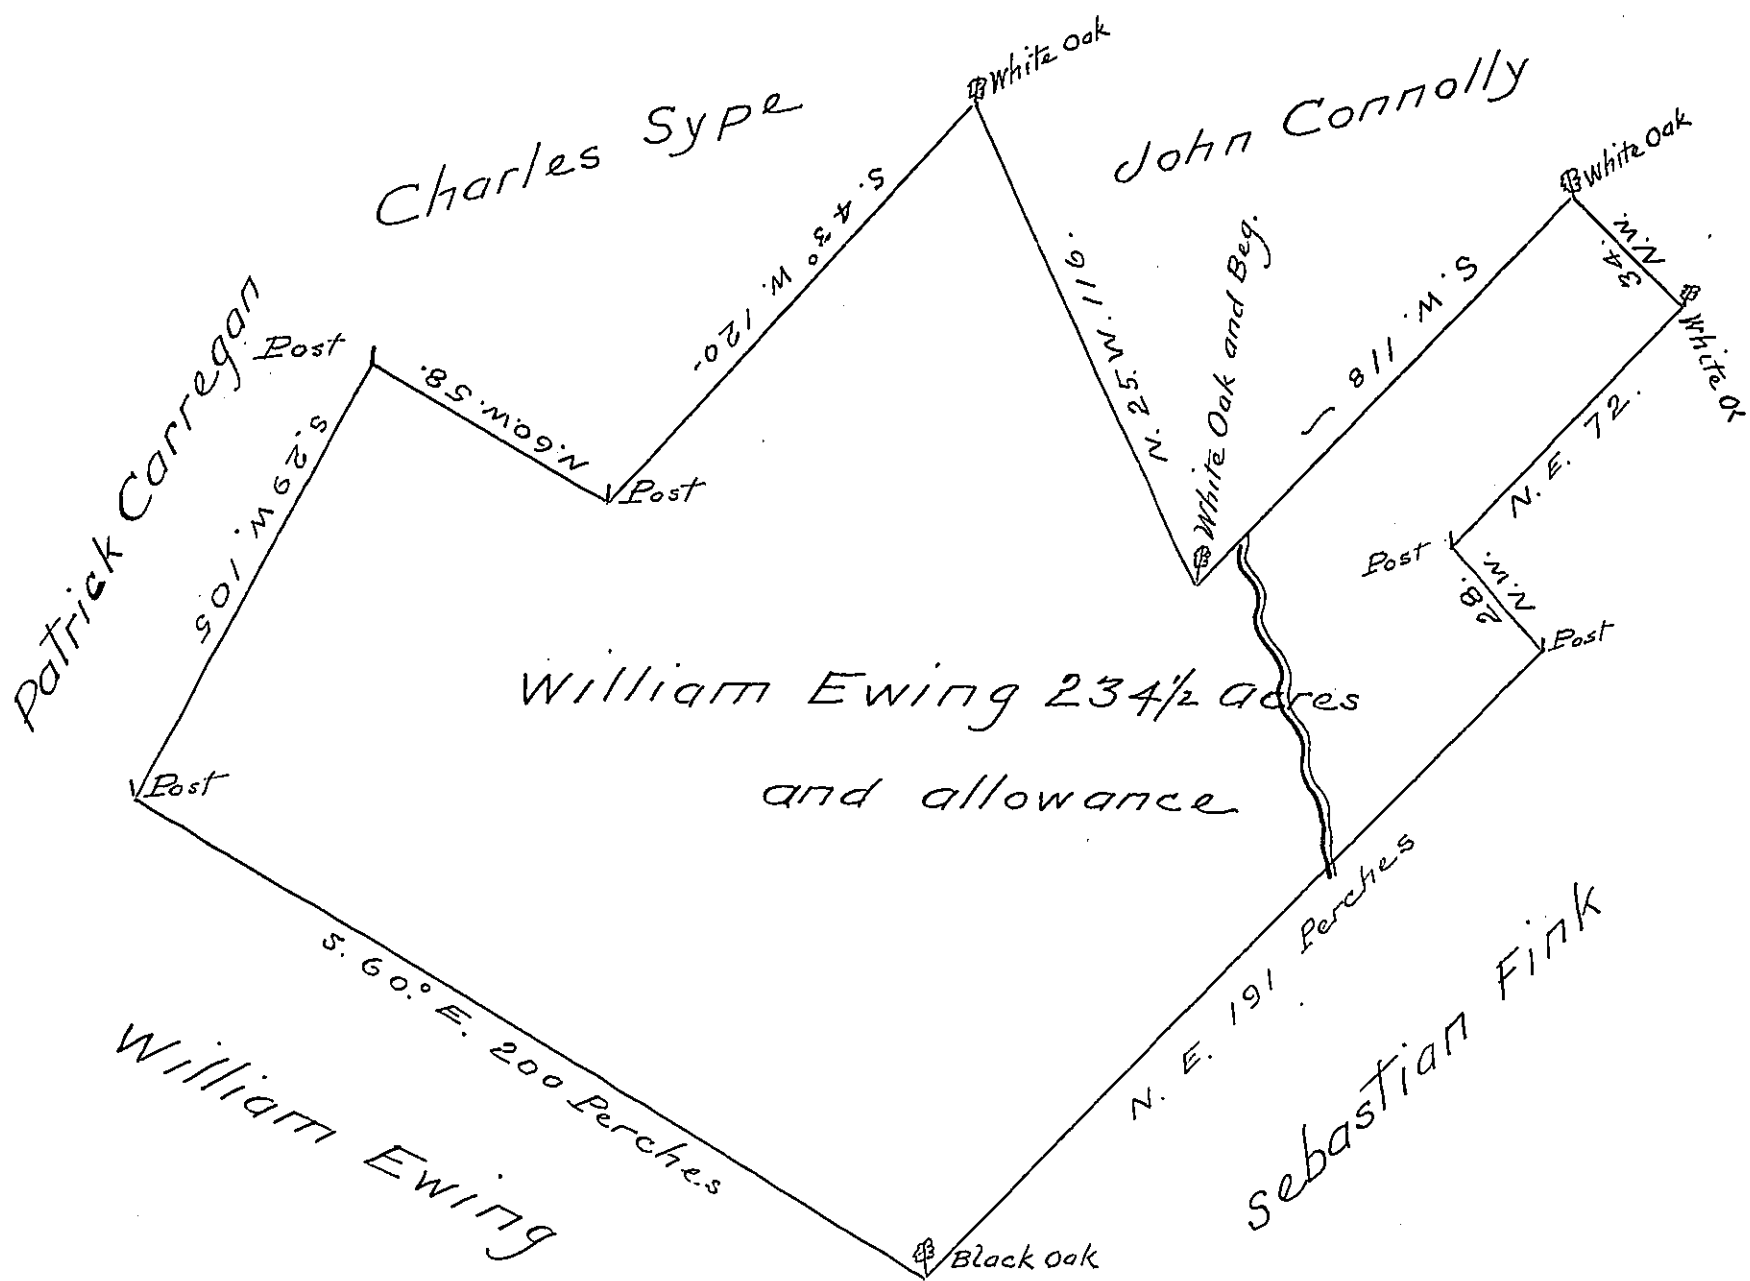 White Oak
Charles Sype
John Connolly
White Oak
S. 43° W. 120
N. 25 W. 119.
White Oak and Beg.
S. W. 118
N.W.
34.
White O
Patrick Carregan
Post
N. 60. W. 58.
Post
N. E. 72.
Post
N.W.
28.
Post
S. 29 W. 105
William Ewing 234½ acres
and allowance
Post
S. 60.° E. 200 Perches
N. E. 191 Perches
William Ewing
Sebastian Fink
Black Oak